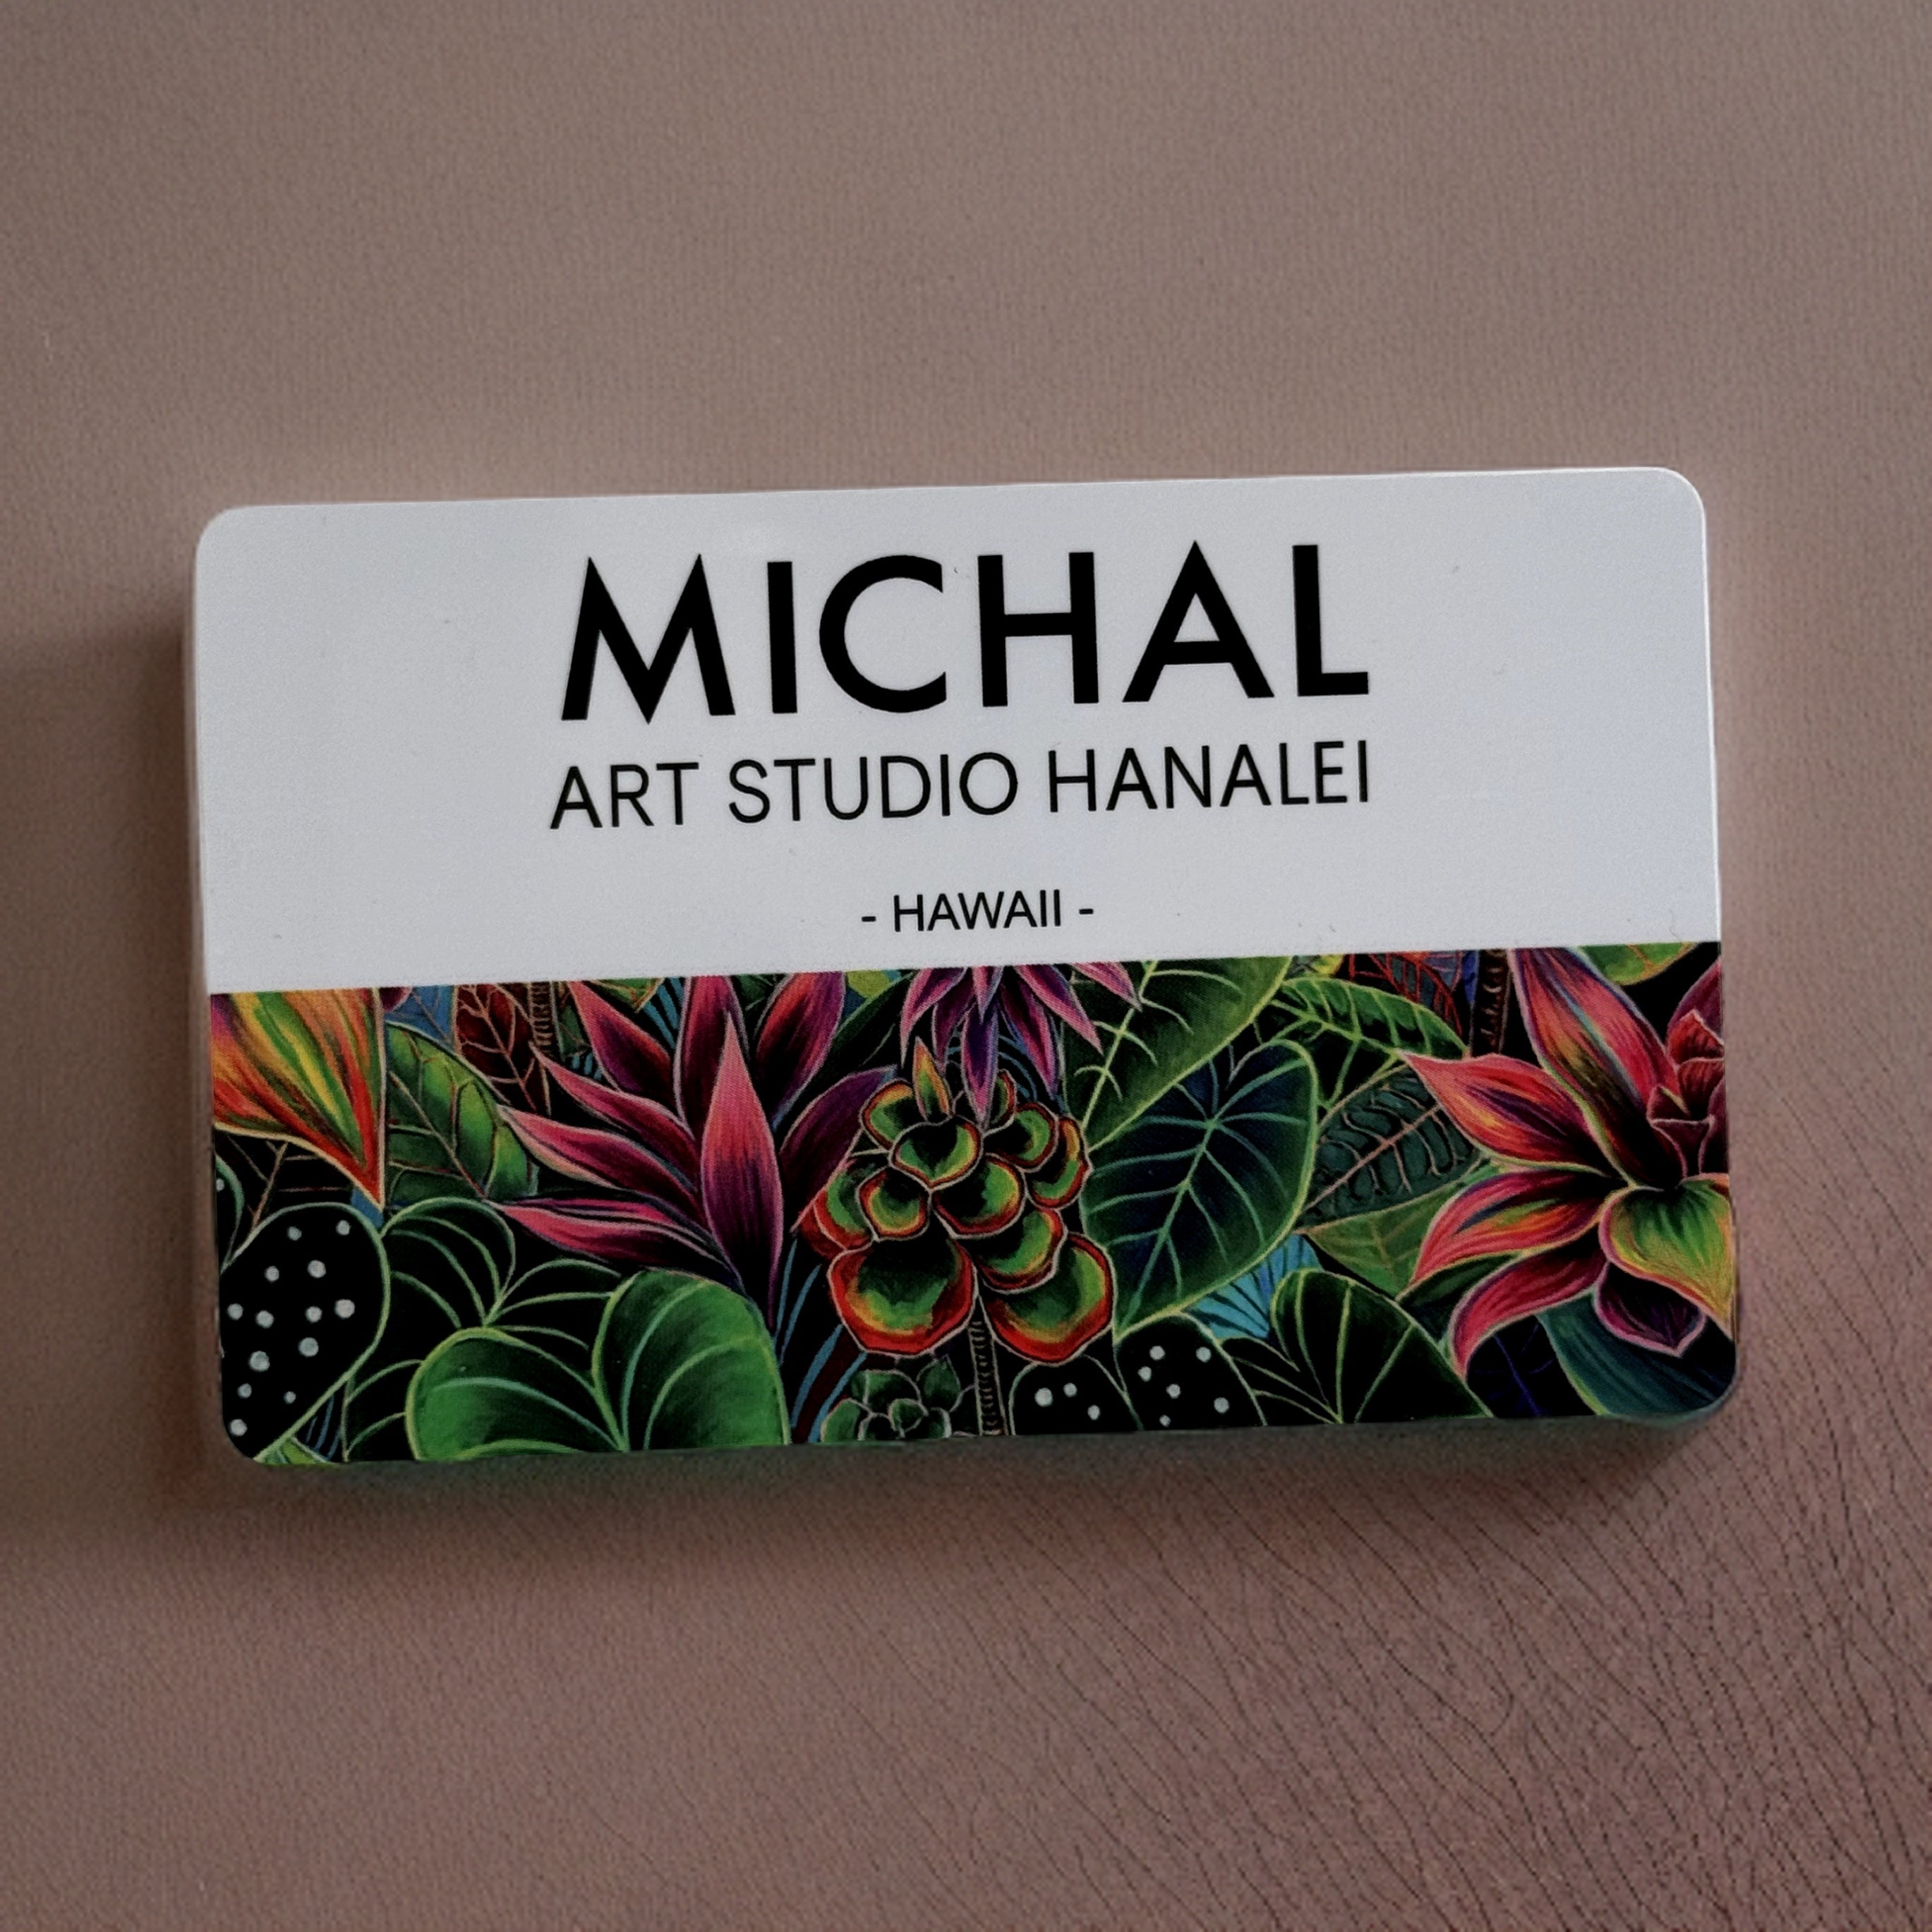 MICHAL
ART STUDIO HANALEI
- HAWAII -